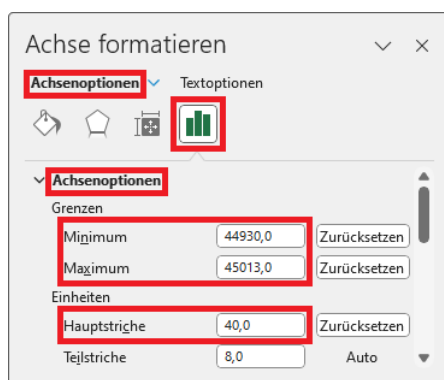 Achse formatieren
Achsenoptionen Textoptionen
Achsenoptionen
Grenzen
Minimum 44930,0 Zurücksetzen
Maximum 45013,0 Zurücksetzen
Einheiten
Hauptstriche 40,0 Zurücksetzen
Teilstriche 8,0 Auto